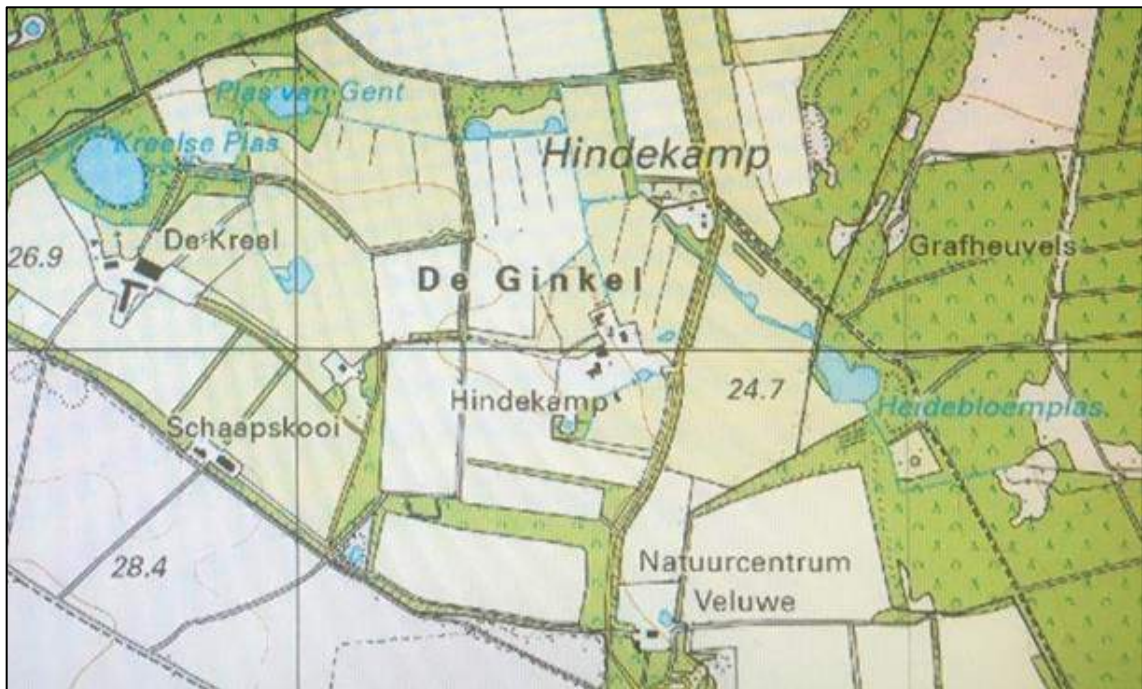 Plas van Gent
Kreelse Plas
Hindekamp
245
De Kreel
Grafheuvels
26.9
De Ginkel
24.7
Hindekamp
Heidebloemplas
Schaapskooi
Natuurcentrum
Veluwe
28.4